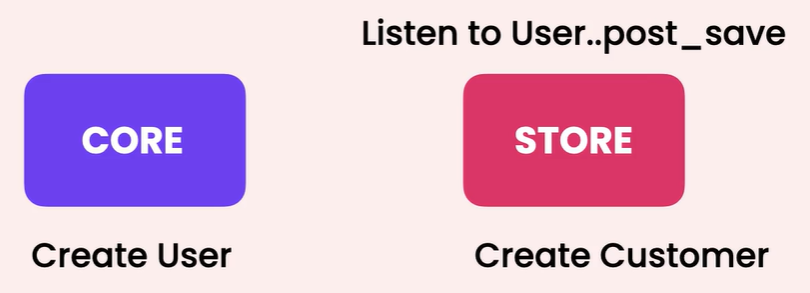 Listen to User..post_save
CORE
STORE
Create User
Create Customer